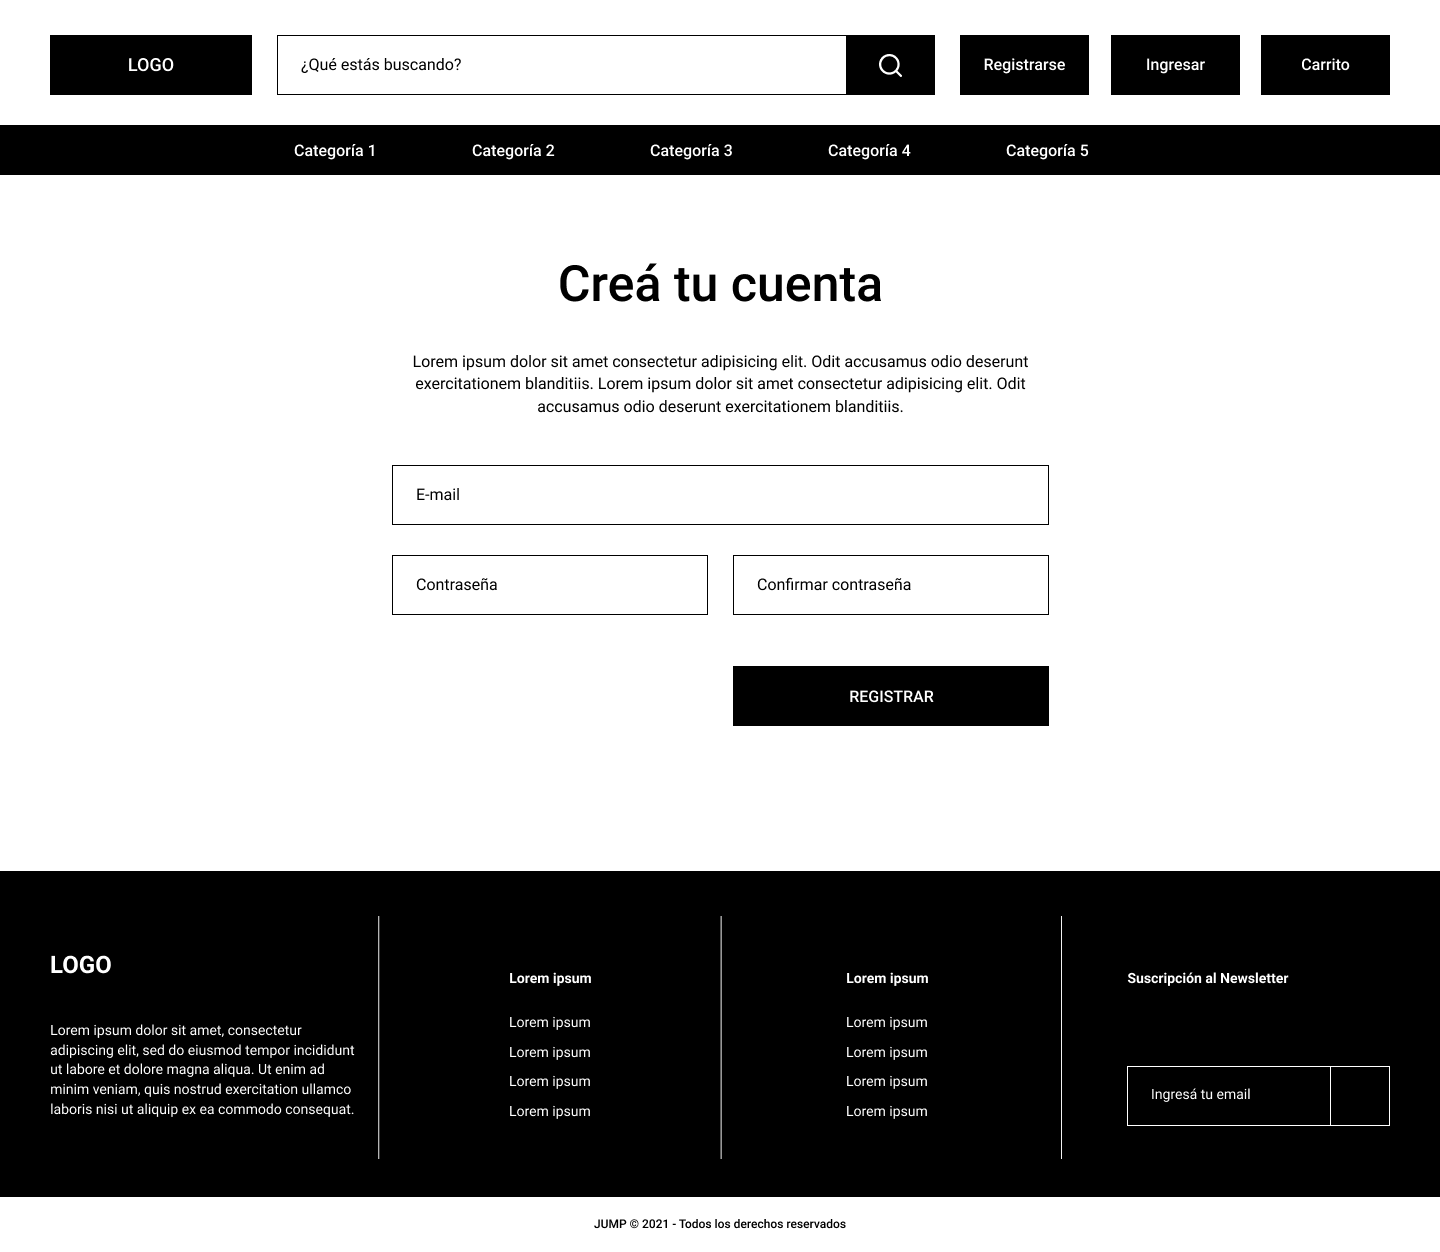 LOGO
¿Qué estás buscando?
Registrarse
Ingresar
Carrito
Categoría 1
Categoría 2
Categoría 3
Categoría 4
Categoría 5
Creá tu cuenta
Lorem ipsum dolor sit amet consectetur adipisicing elit. Odit accusamus odio deserunt
exercitationem blanditiis. Lorem ipsum dolor sit amet consectetur adipisicing elit. Odit
accusamus odio deserunt exercitationem blanditiis.
E-mail
Contraseña
Confirmar contraseña
REGISTRAR
LOGO
Lorem ipsum dolor sit amet, consectetur
adipiscing elit, sed do eiusmod tempor incididunt
ut labore et dolore magna aliqua. Ut enim ad
minim veniam, quis nostrud exercitation ullamco
laboris nisi ut aliquip ex ea commodo consequat.
Lorem ipsum
Lorem ipsum
Lorem ipsum
Lorem ipsum
Lorem ipsum
Lorem ipsum
Lorem ipsum
Lorem ipsum
Lorem ipsum
Lorem ipsum
Suscripción al Newsletter
Ingresá tu email
JUMP © 2021 - Todos los derechos reservados